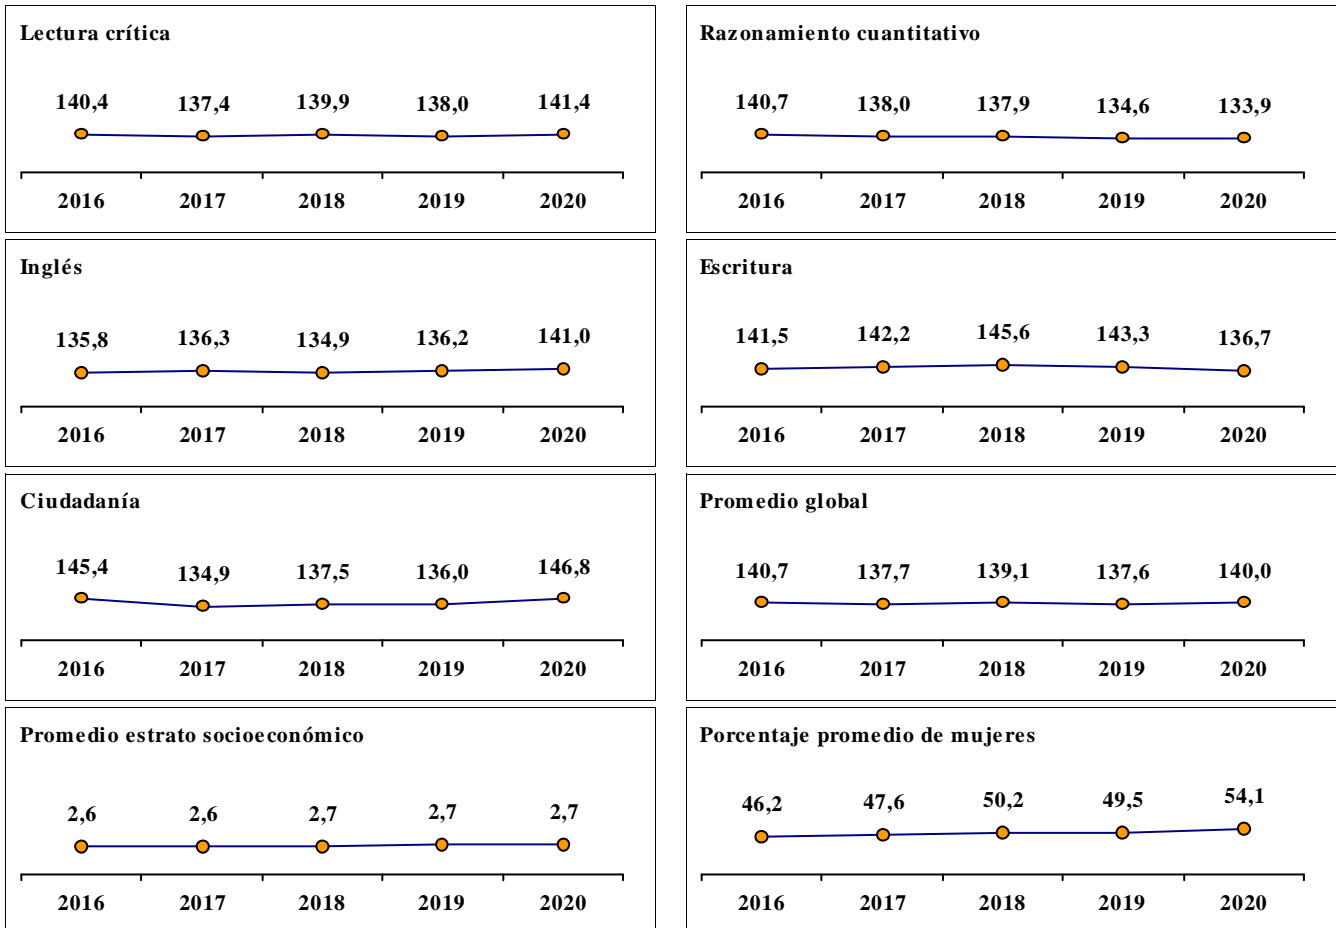 Lectura crítica
140,4 137,4 139,9 138,0 141,4
2016 2017 2018 2019 2020
Razonamiento cuantitativo
140,7 138,0 137,9 134,6 133,9
2016 2017 2018 2019 2020
Inglés
135,8 136,3 134,9 136,2 141,0
2016 2017 2018 2019 2020
Escritura
141,5 142,2 145,6 143,3 136,7
2016 2017 2018 2019 2020
Ciudadanía
145,4 134,9 137,5 136,0 146,8
2016 2017 2018 2019 2020
Promedio global
140,7 137,7 139,1 137,6 140,0
2016 2017 2018 2019 2020
Promedio estrato socioeconómico
2,6 2,6 2,7 2,7 2,7
2016 2017 2018 2019 2020
Porcentaje promedio de mujeres
46,2 47,6 50,2 49,5 54,1
2016 2017 2018 2019 2020